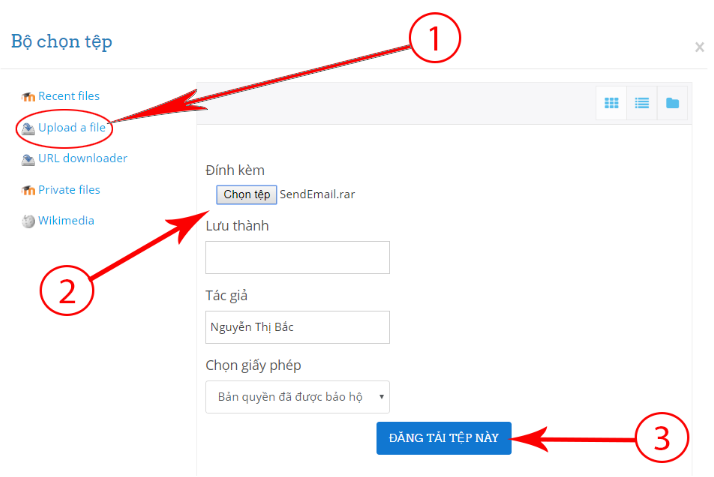 Bộ chọn tệp
1
x
Recent files
Upload a file
URL downloader
Private files
Wikimedia
Đính kèm
Chọn tệp SendEmail.rar
Lưu thành
2
Tác giả
Nguyễn Thị Bắc
Chọn giấy phép
Bản quyền đã được bảo hộ
ĐĂNG TẢI TỆP NÀY
3